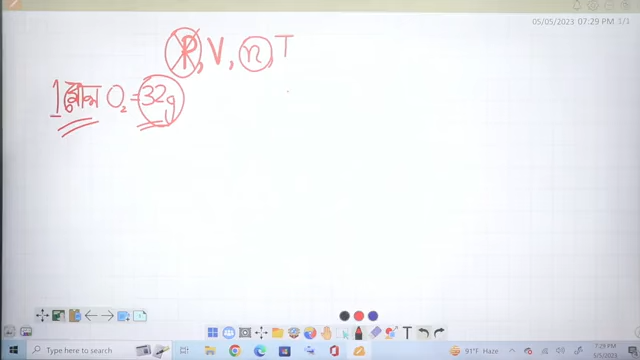 05/05/2023 07:29 PM 1/1
P, V, n, T
1 মোল O₂ = 32g
Type here to search
91°F Haze
7:29 PM
5/5/2023